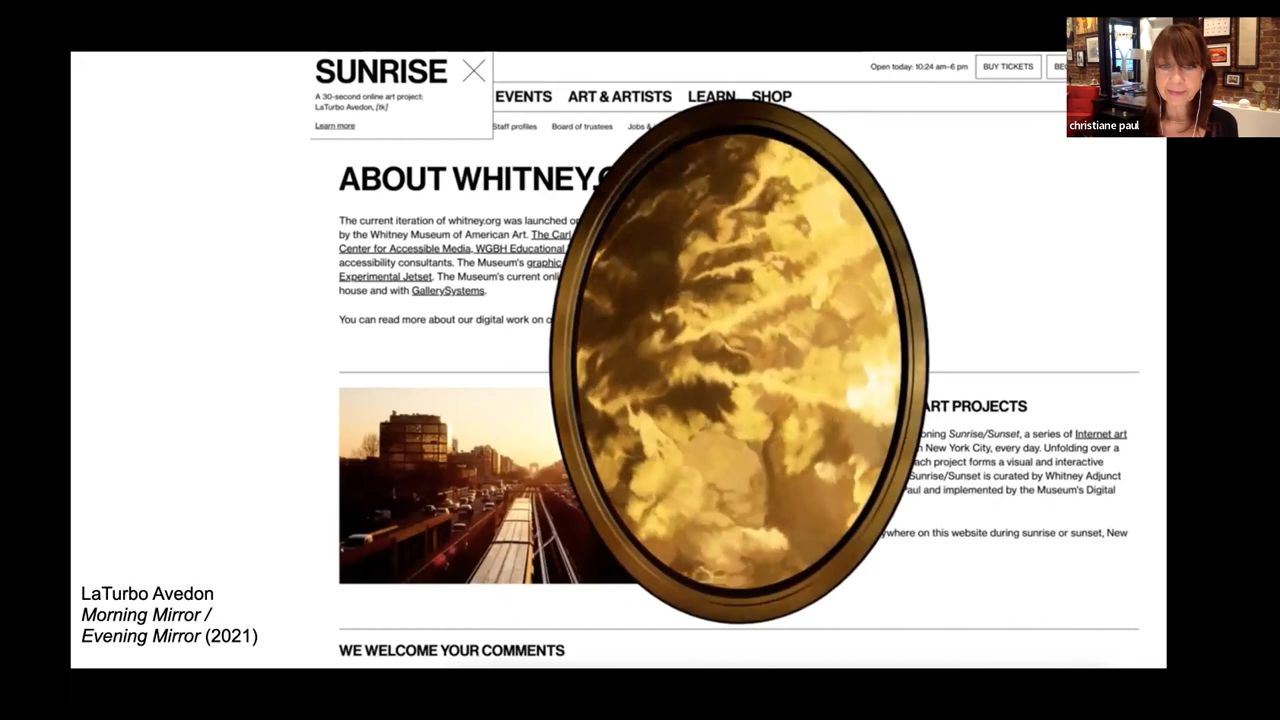 SUNRISE
A 30-second online art project:
LaTurbo Avedon, [tk]
Learn more
Open today: 10:24 am–6 pm
BUY TICKETS
EVENTS
ART & ARTISTS
LEARN
SHOP
Staff profiles
Board of trustees
Jobs &
christiane paul
ABOUT WHITNEY.
The current iteration of whitney.org was launched
by the Whitney Museum of American Art. The Carl
Center for Accessible Media, WGBH Educational
accessibility consultants. The Museum's graphic
Experimental Jetset. The Museum's current
house and with GallerySystems.
You can read more about our digital work on
ART PROJECTS
Sunrise/Sunset, a series of Internet art
New York City, every day. Unfolding over a
each project forms a visual and interactive
Sunrise/Sunset is curated by Whitney Adjunct
Paul and implemented by the Museum's Digital
on this website during sunrise or sunset, New
LaTurbo Avedon
Morning Mirror /
Evening Mirror (2021)
WE WELCOME YOUR COMMENTS